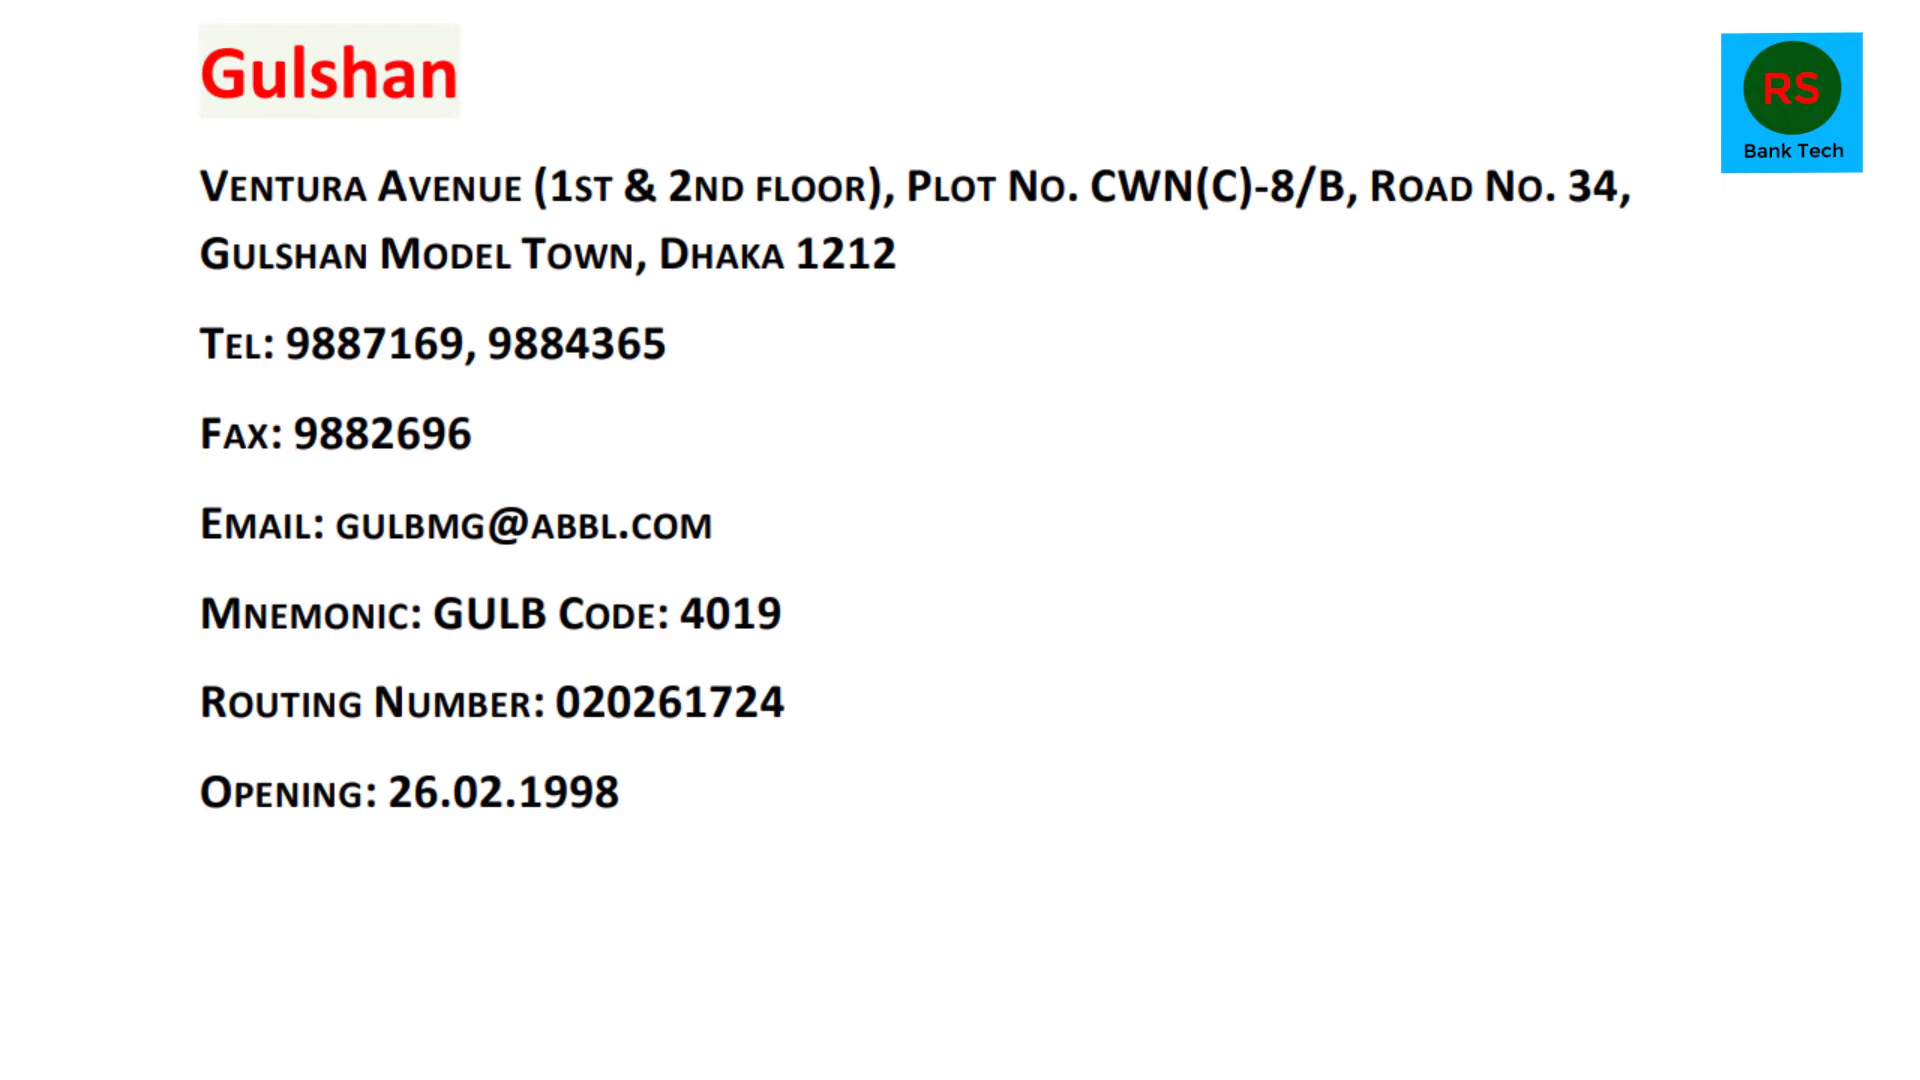 Gulshan
RS
Bank Tech
Ventura Avenue (1st & 2nd floor), Plot No. CWN(C)-8/B, Road No. 34,
Gulshan Model Town, Dhaka 1212
Tel: 9887169, 9884365
Fax: 9882696
Email: gulbmg@abbl.com
Mnemonic: GULB Code: 4019
Routing Number: 020261724
Opening: 26.02.1998